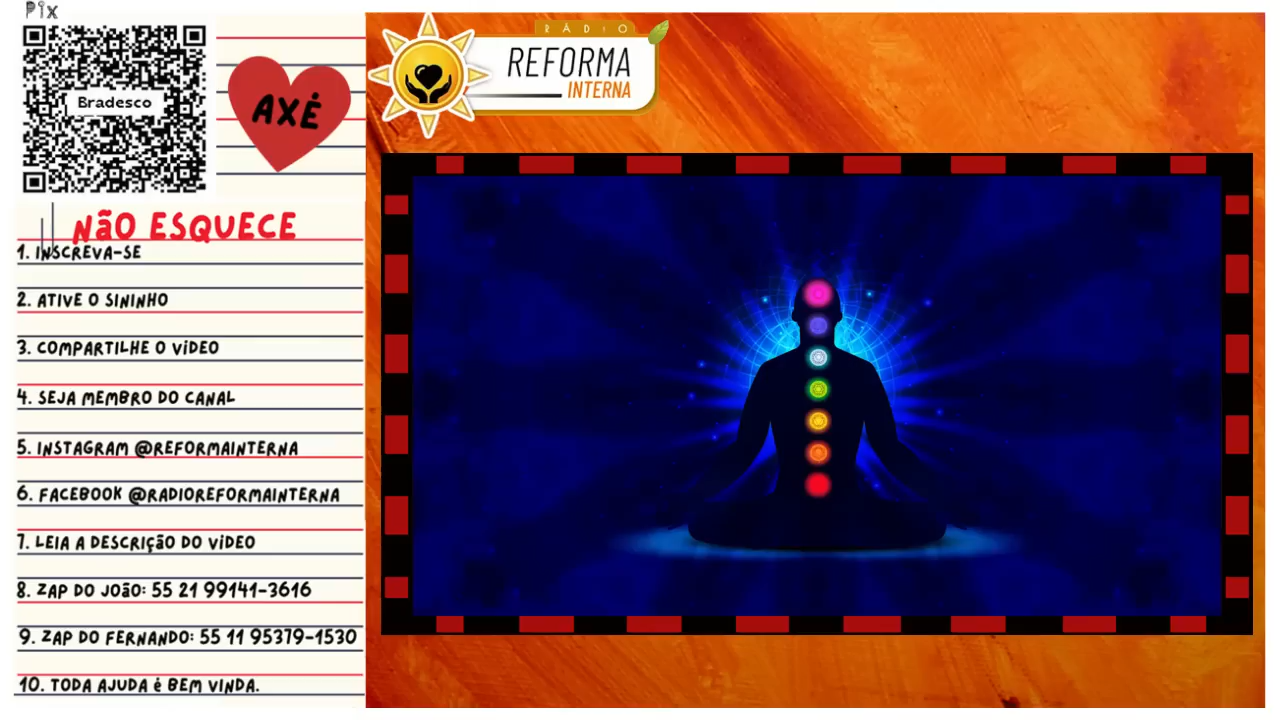 Pix
Bradesco
AXÉ
NÃO ESQUECE
1. INSCREVA-SE
2. ATIVE O SININHO
3. COMPARTILHE O VÍDEO
4. SEJA MEMBRO DO CANAL
5. INSTAGRAM @REFORMAINTERNA
6. FACEBOOK @RADIOREFORMAINTERNA
7. LEIA A DESCRIÇÃO DO VÍDEO
8. ZAP DO JOÃO: 55 21 99141-3616
9. ZAP DO FERNANDO: 55 11 95379-1530
10. TODA AJUDA É BEM VINDA.
RÁDIO
REFORMA
INTERNA